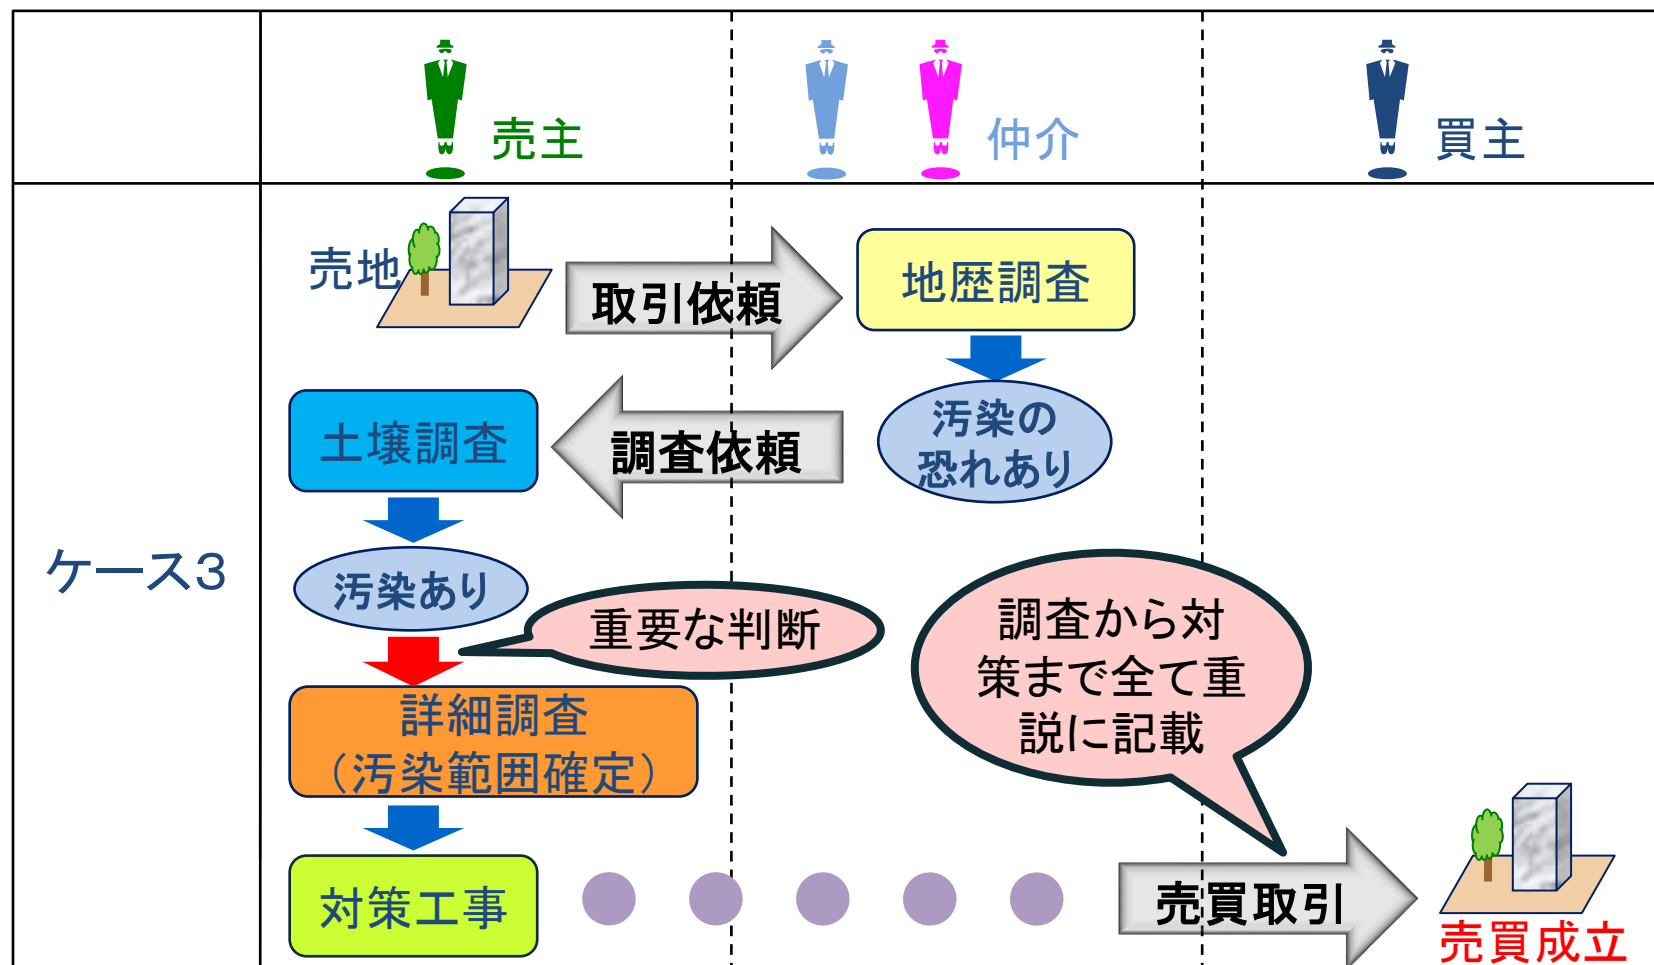 売主
仲介
買主
ケース3
売地
取引依頼
地歴調査
汚染の
恐れあり
調査依頼
土壌調査
汚染あり
重要な判断
詳細調査
（汚染範囲確定）
対策工事
調査から対
策まで全て重
説に記載
売買取引
売買成立